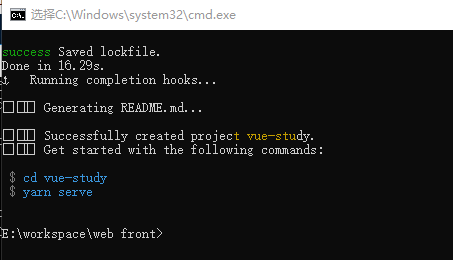 选择C:\Windows\system32\cmd.exe
success Saved lockfile.
Done in 16.29s.
Running completion hooks...
Generating README.md...
Successfully created project vue-study.
Get started with the following commands:
$ cd vue-study
$ yarn serve
E:\workspace\web front>